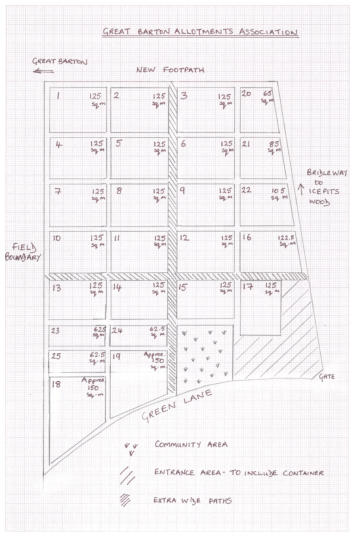 GREAT BARTON ALLOTMENTS ASSOCIATION
GREAT BARTON
NEW FOOTPATH
1 125 sq.m
2 125 sq.m
3 125 sq.m
20 65 sq.m
4 125 sq.m
5 125 sq.m
6 125 sq.m
21 85 sq.m
7 125 sq.m
8 125 sq.m
9 125 sq.m
22 105 sq.m
BRIDLEWAY
TO
ICEPITS
WOOD
10 125 sq.m
11 125 sq.m
12 125 sq.m
16 122.5 sq.m
FIELD
BOUNDARY
13 125 sq.m
14 125 sq.m
15 125 sq.m
17 125 sq.m
23 62.5 sq.m
24 62.5 sq.m
25 62.5 sq.m
19 Approx. 150 sq.m
18 Approx 150 sq.m
GATE
GREEN LANE
COMMUNITY AREA
ENTRANCE AREA - TO INCLUDE CONTAINER
EXTRA WIDE PATHS